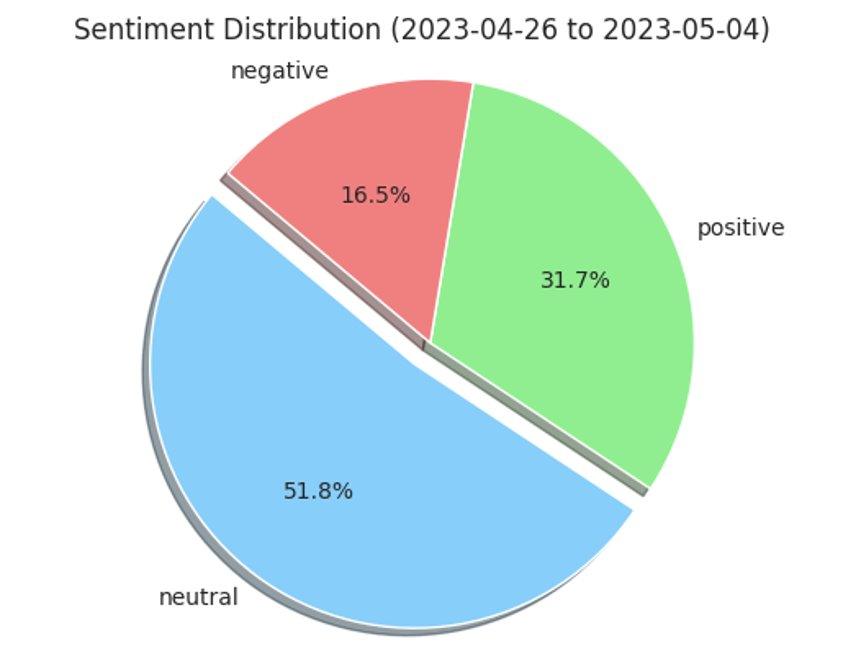 Sentiment Distribution (2023-04-26 to 2023-05-04)
negative
16.5%
positive
31.7%
51.8%
neutral